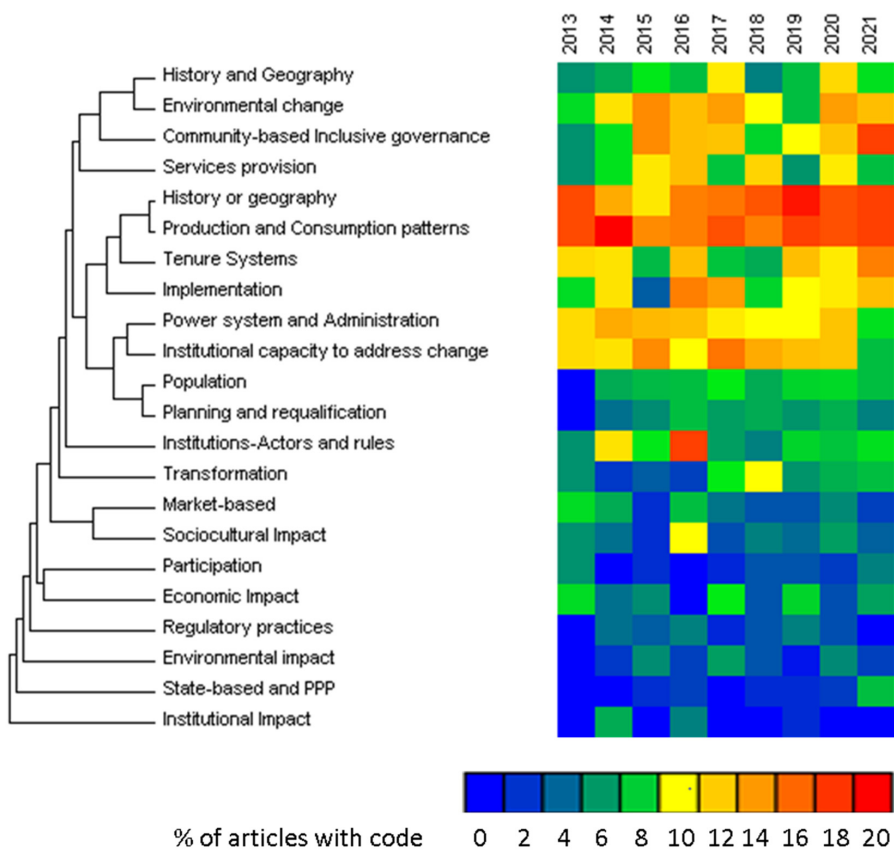 2013 2014 2015 2016 2017 2018 2019 2020 2021
History and Geography
Environmental change
Community-based Inclusive governance
Services provision
History or geography
Production and Consumption patterns
Tenure Systems
Implementation
Power system and Administration
Institutional capacity to address change
Population
Planning and requalification
Institutions-Actors and rules
Transformation
Market-based
Sociocultural Impact
Participation
Economic Impact
Regulatory practices
Environmental impact
State-based and PPP
Institutional Impact
% of articles with code 0 2 4 6 8 10 12 14 16 18 20